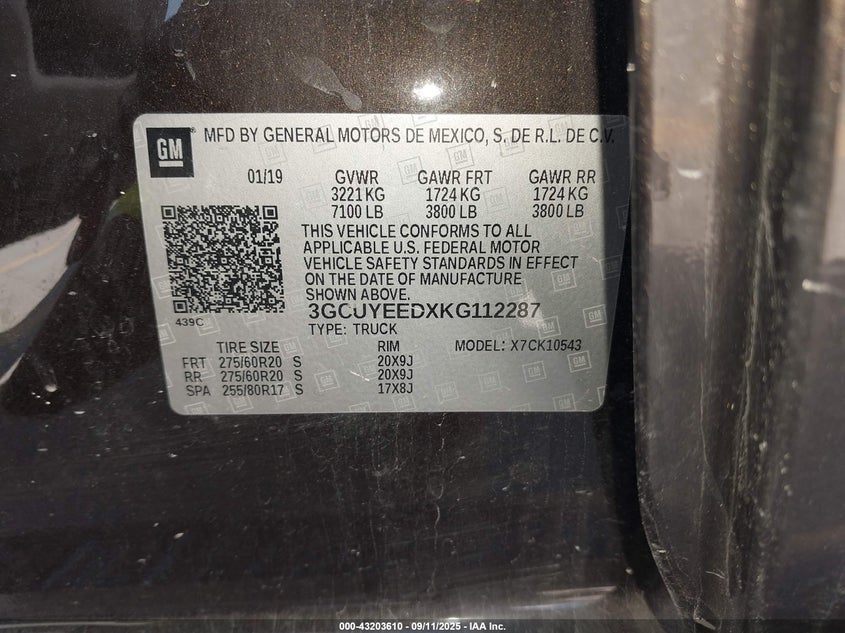 GM
MFD BY GENERAL MOTORS DE MEXICO, S. DE R.L. DE C.V.
01/19 GVWR GAWR FRT GAWR RR
3221 KG 1724 KG 1724 KG
7100 LB 3800 LB 3800 LB
THIS VEHICLE CONFORMS TO ALL
APPLICABLE U.S. FEDERAL MOTOR
VEHICLE SAFETY STANDARDS IN EFFECT
ON THE DATE OF MANUFACTURE
SHOWN ABOVE.
439C
3GCUYEEDXKG112287
TYPE: TRUCK
TIRE SIZE RIM MODEL: X7CK10543
FRT 275/60R20 S 20X9J
RR 275/60R20 S 20X9J
SPA 255/80R17 S 17X8J
000-43203610 - 09/11/2025 - IAA Inc.